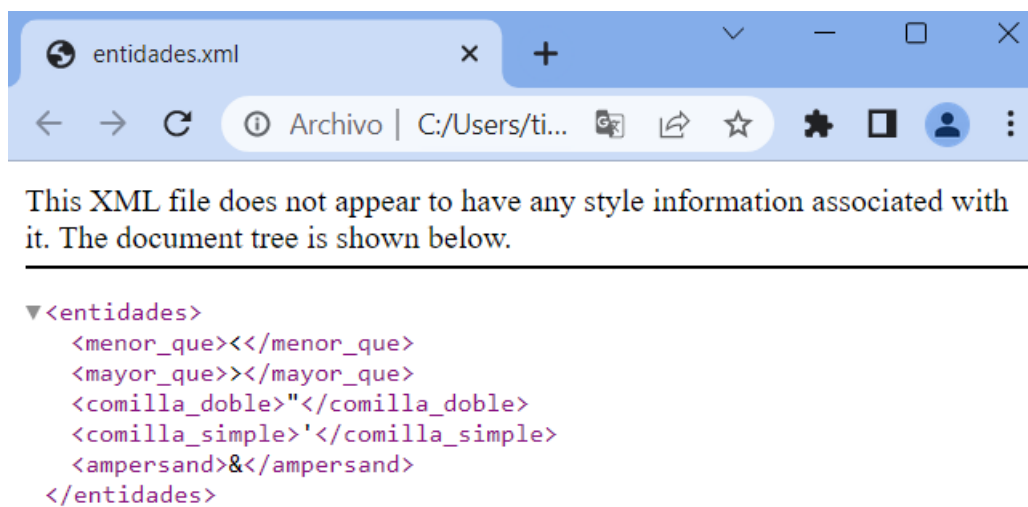 entidades.xml
Archivo | C:/Users/ti...
This XML file does not appear to have any style information associated with
it. The document tree is shown below.
▼<entidades>
<menor_que><</menor_que>
<mayor_que>></mayor_que>
<comilla_doble>"</comilla_doble>
<comilla_simple>'</comilla_simple>
<ampersand>&</ampersand>
</entidades>